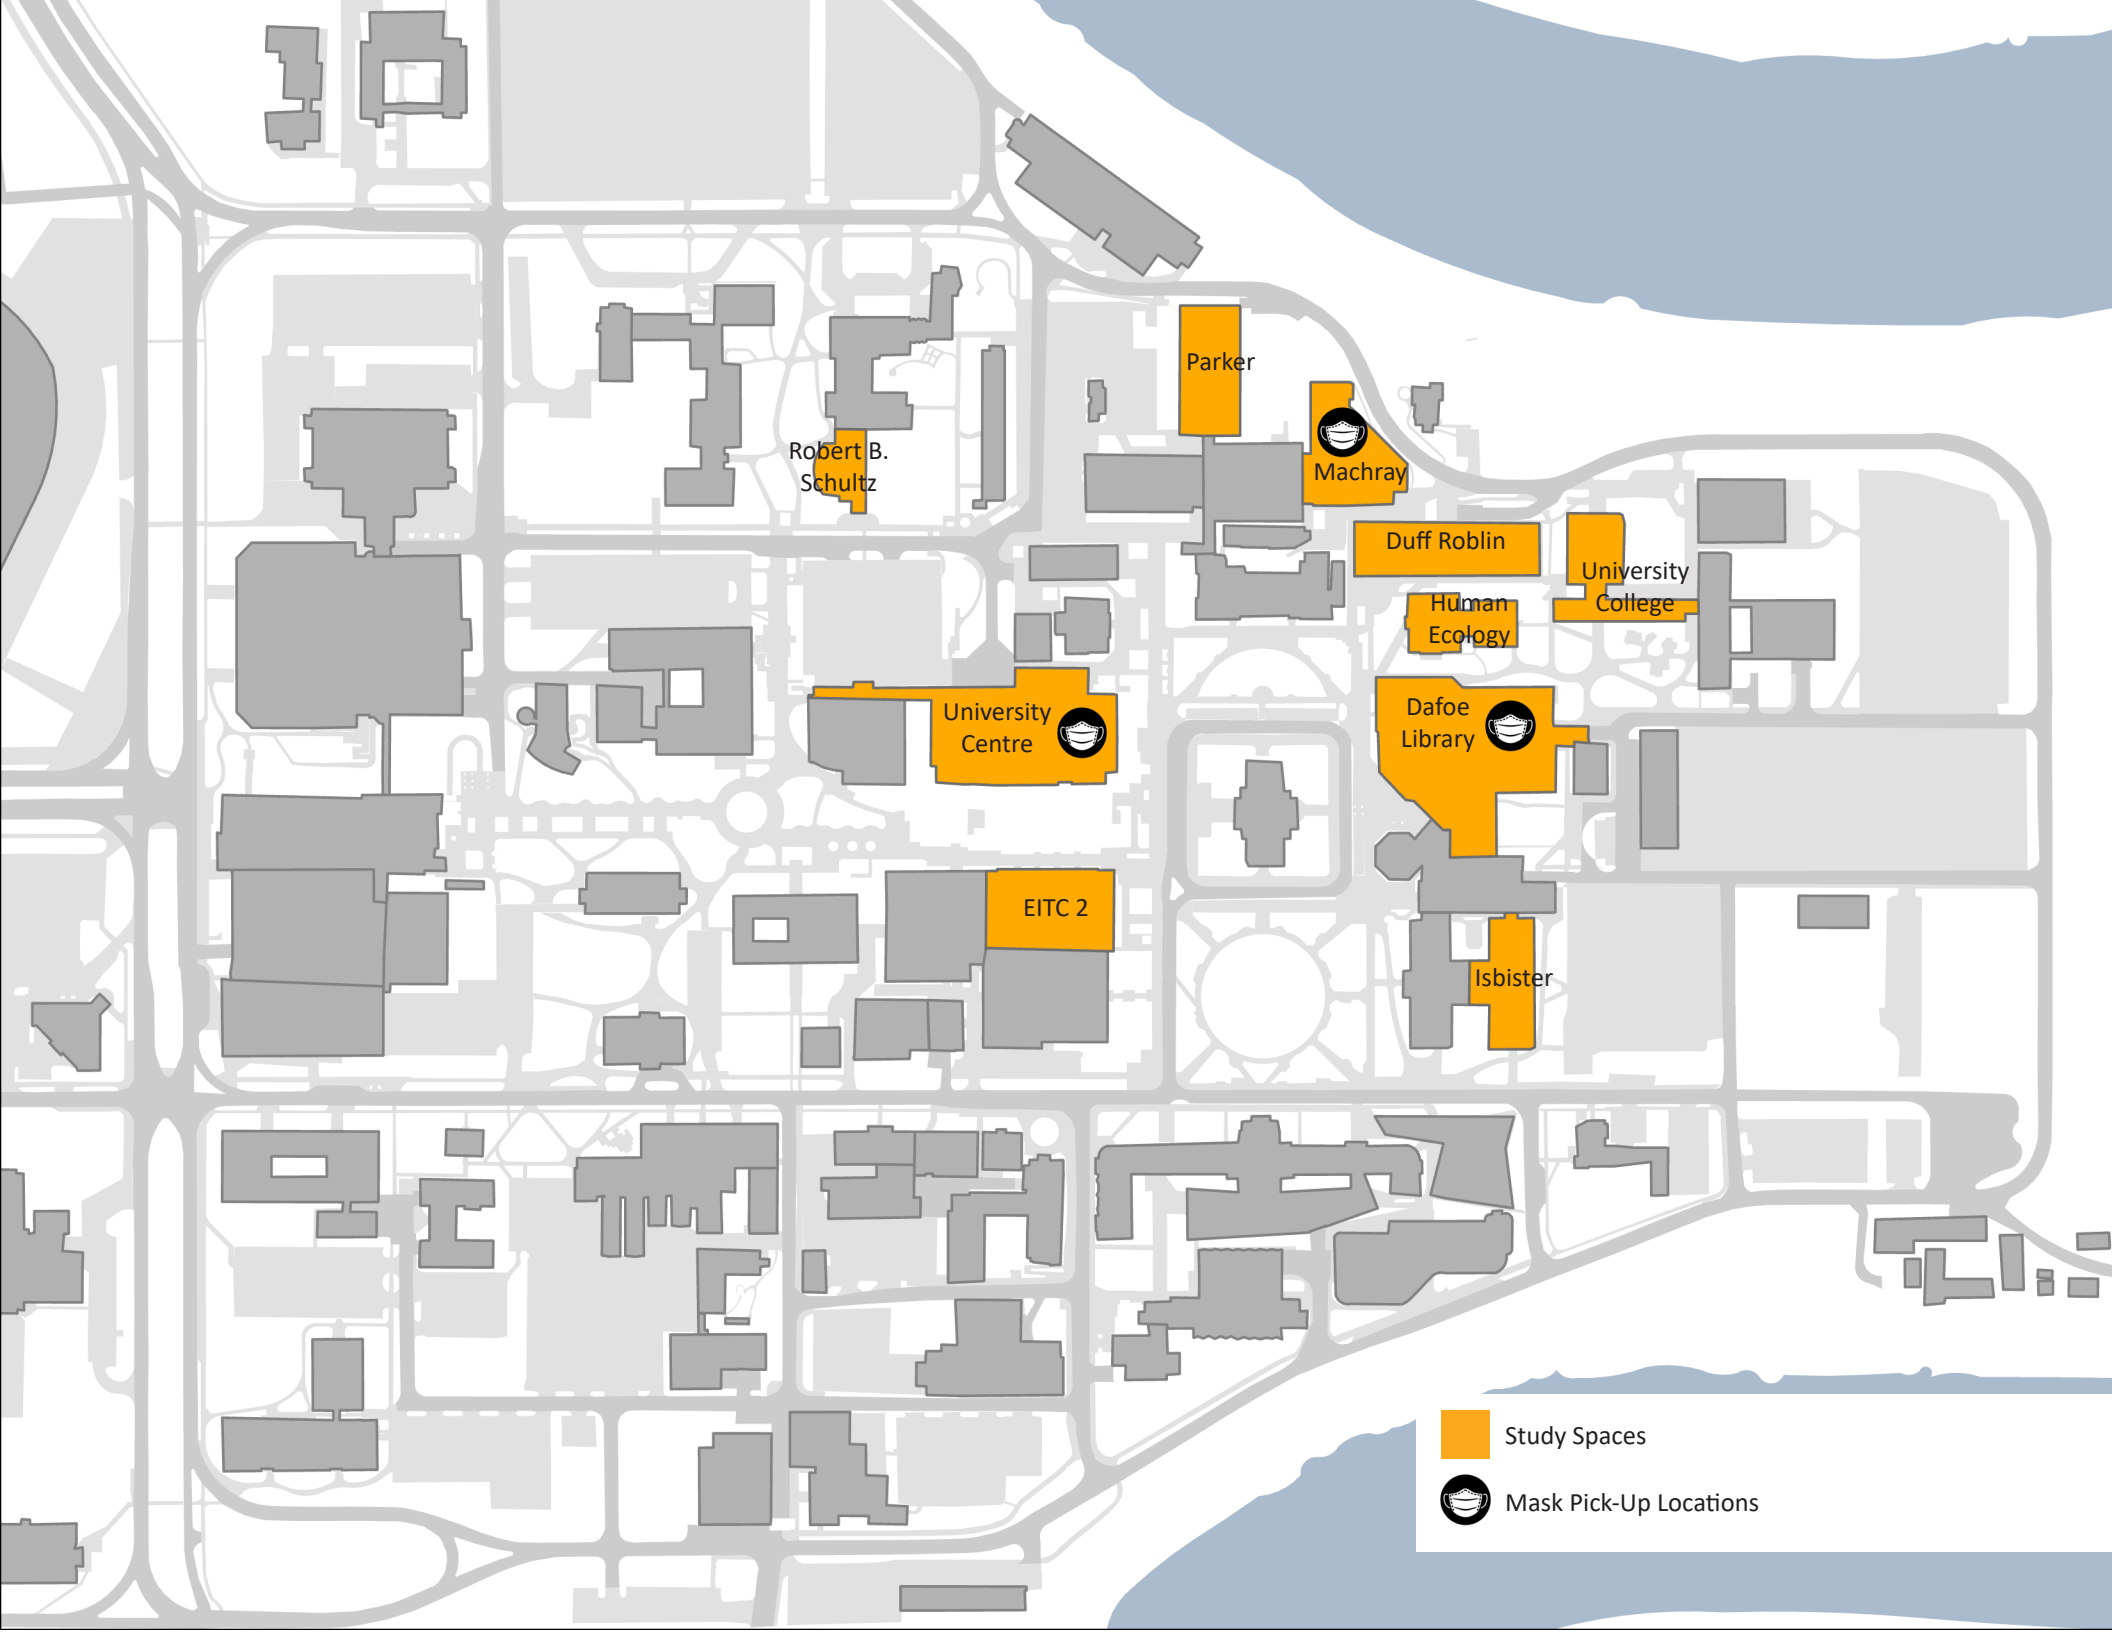 Parker
Robert B.
Schultz
Machray
Duff Roblin
University
College
Human
Ecology
University
Centre
Dafoe
Library
EITC 2
Isbister
Study Spaces
Mask Pick-Up Locations